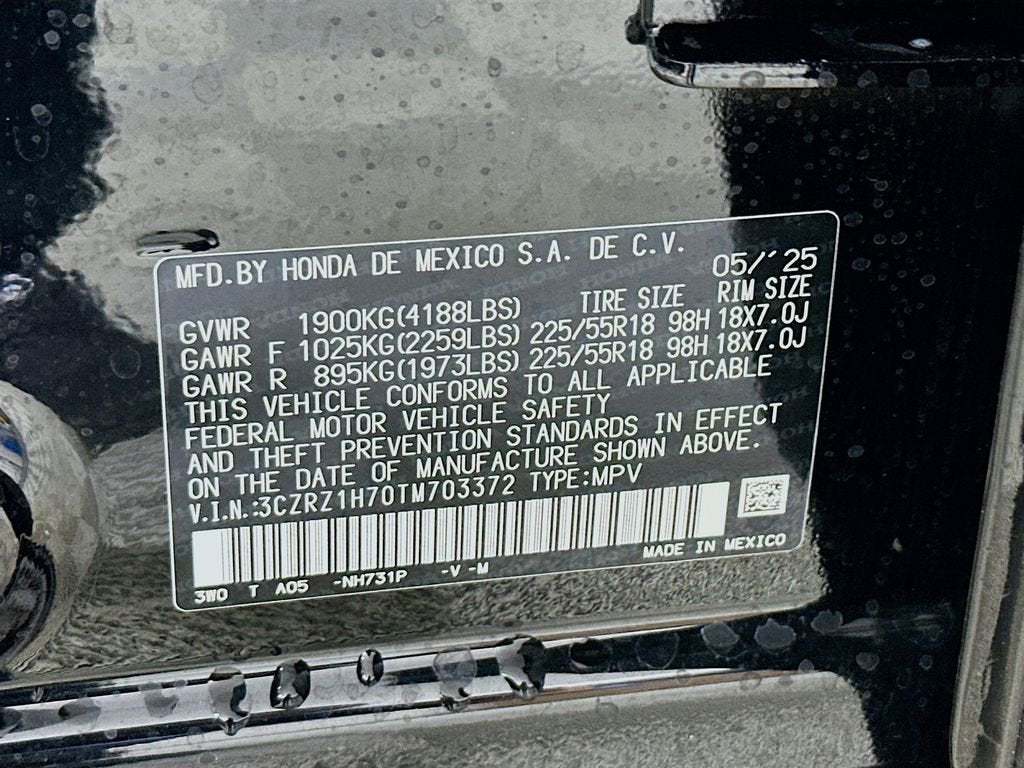 MFD.BY HONDA DE MEXICO S.A. DE C.V.
05/'25
TIRE SIZE RIM SIZE
GVWR 1900KG(4188LBS)
GAWR F 1025KG(2259LBS) 225/55R18 98H 18X7.0J
GAWR R 895KG(1973LBS) 225/55R18 98H 18X7.0J
THIS VEHICLE CONFORMS TO ALL APPLICABLE
FEDERAL MOTOR VEHICLE SAFETY
AND THEFT PREVENTION STANDARDS IN EFFECT
ON THE DATE OF MANUFACTURE SHOWN ABOVE.
V.I.N.:3CZRZ1H70TM703372 TYPE:MPV
MADE IN MEXICO
3W0 T A05 -NH731P -V -M